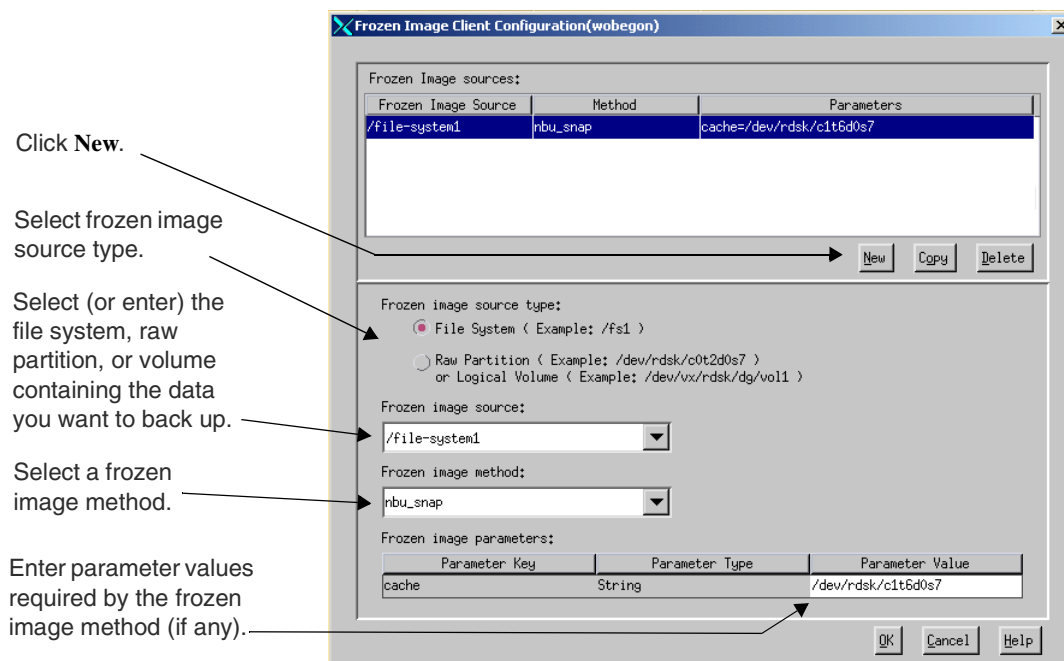 Frozen Image Client Configuration(wobegon)
Frozen Image sources:
Frozen Image Source Method Parameters
/file-system1 nbu_snap cache=/dev/rdsk/c1t6d0s7
Click New.
New Copy Delete
Select frozen image
source type.
Frozen image source type:
File System ( Example: /fs1 )
Raw Partition ( Example: /dev/rdsk/c0t2d0s7 )
or Logical Volume ( Example: /dev/vx/rdsk/dg/vol1 )
Select (or enter) the
file system, raw
partition, or volume
containing the data
you want to back up.
Frozen image source:
/file-system1
Select a frozen
image method.
Frozen image method:
nbu_snap
Frozen image parameters:
Parameter Key Parameter Type Parameter Value
cache String /dev/rdsk/c1t6d0s7
Enter parameter values
required by the frozen
image method (if any).
OK Cancel Help